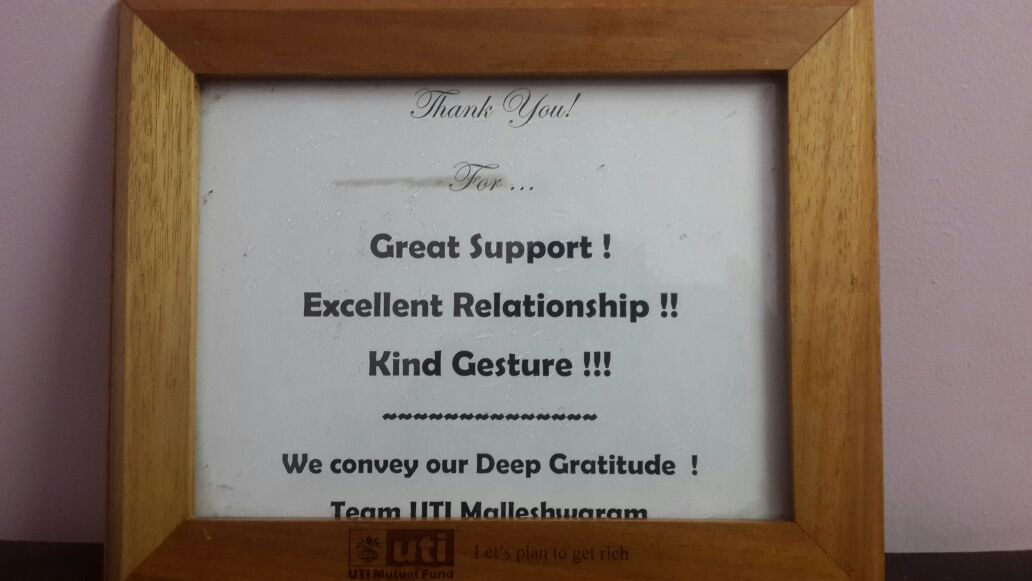 Thank You!
For ...
Great Support !
Excellent Relationship !!
Kind Gesture !!!
~~~~~~~~~~~~~~
We convey our Deep Gratitude !
Team UTI Malleshwaram
uti Let's plan to get rich
UTI Mutual Fund